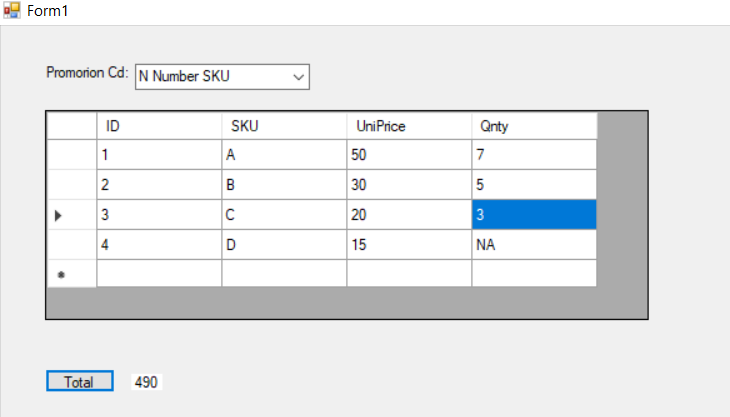 Form1
Promorion Cd: N Number SKU
ID SKU UniPrice Qnty
1 A 50 7
2 B 30 5
3 C 20 3
4 D 15 NA
Total 490